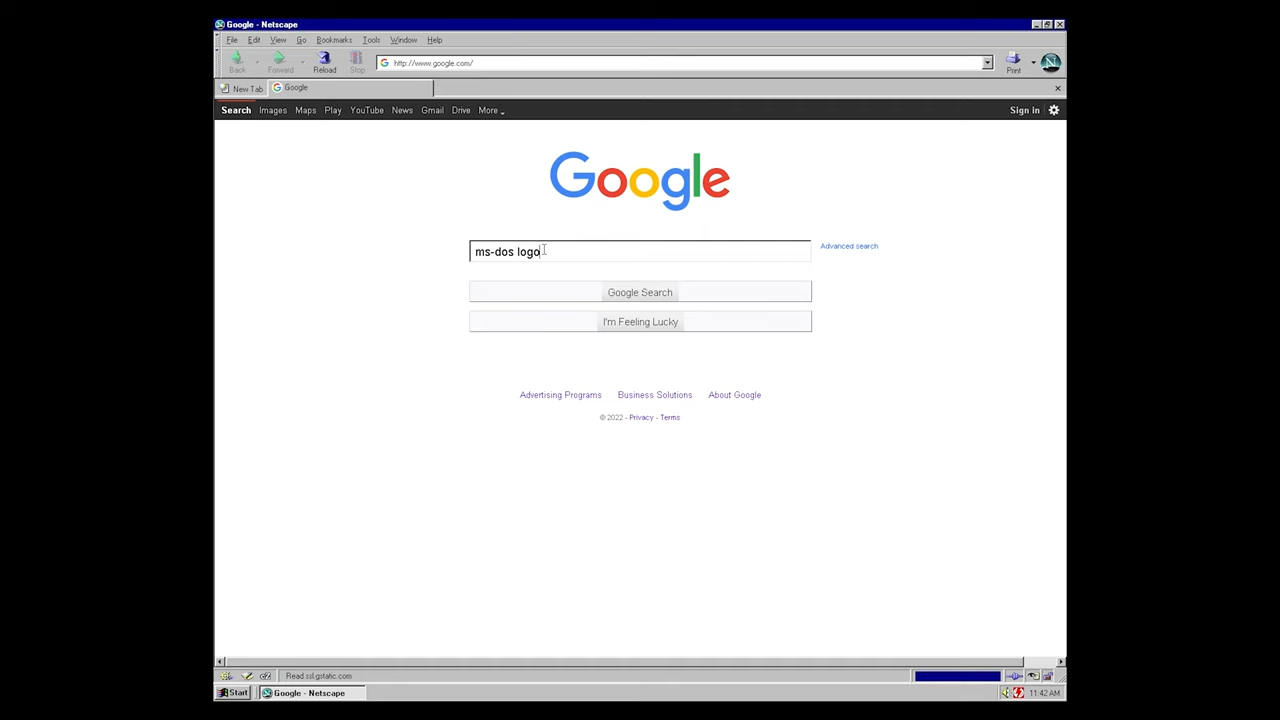 Google - Netscape
File Edit View Go Bookmarks Tools Window Help
Back Forward Reload Stop http://www.google.com/ Print
New Tab Google
Search Images Maps Play YouTube News Gmail Drive More Sign in
Google
ms-dos logo Advanced search
Google Search
I'm Feeling Lucky
Advertising Programs Business Solutions About Google
© 2022 - Privacy - Terms
Read ssl.gstatic.com
Start Google - Netscape 11:42 AM